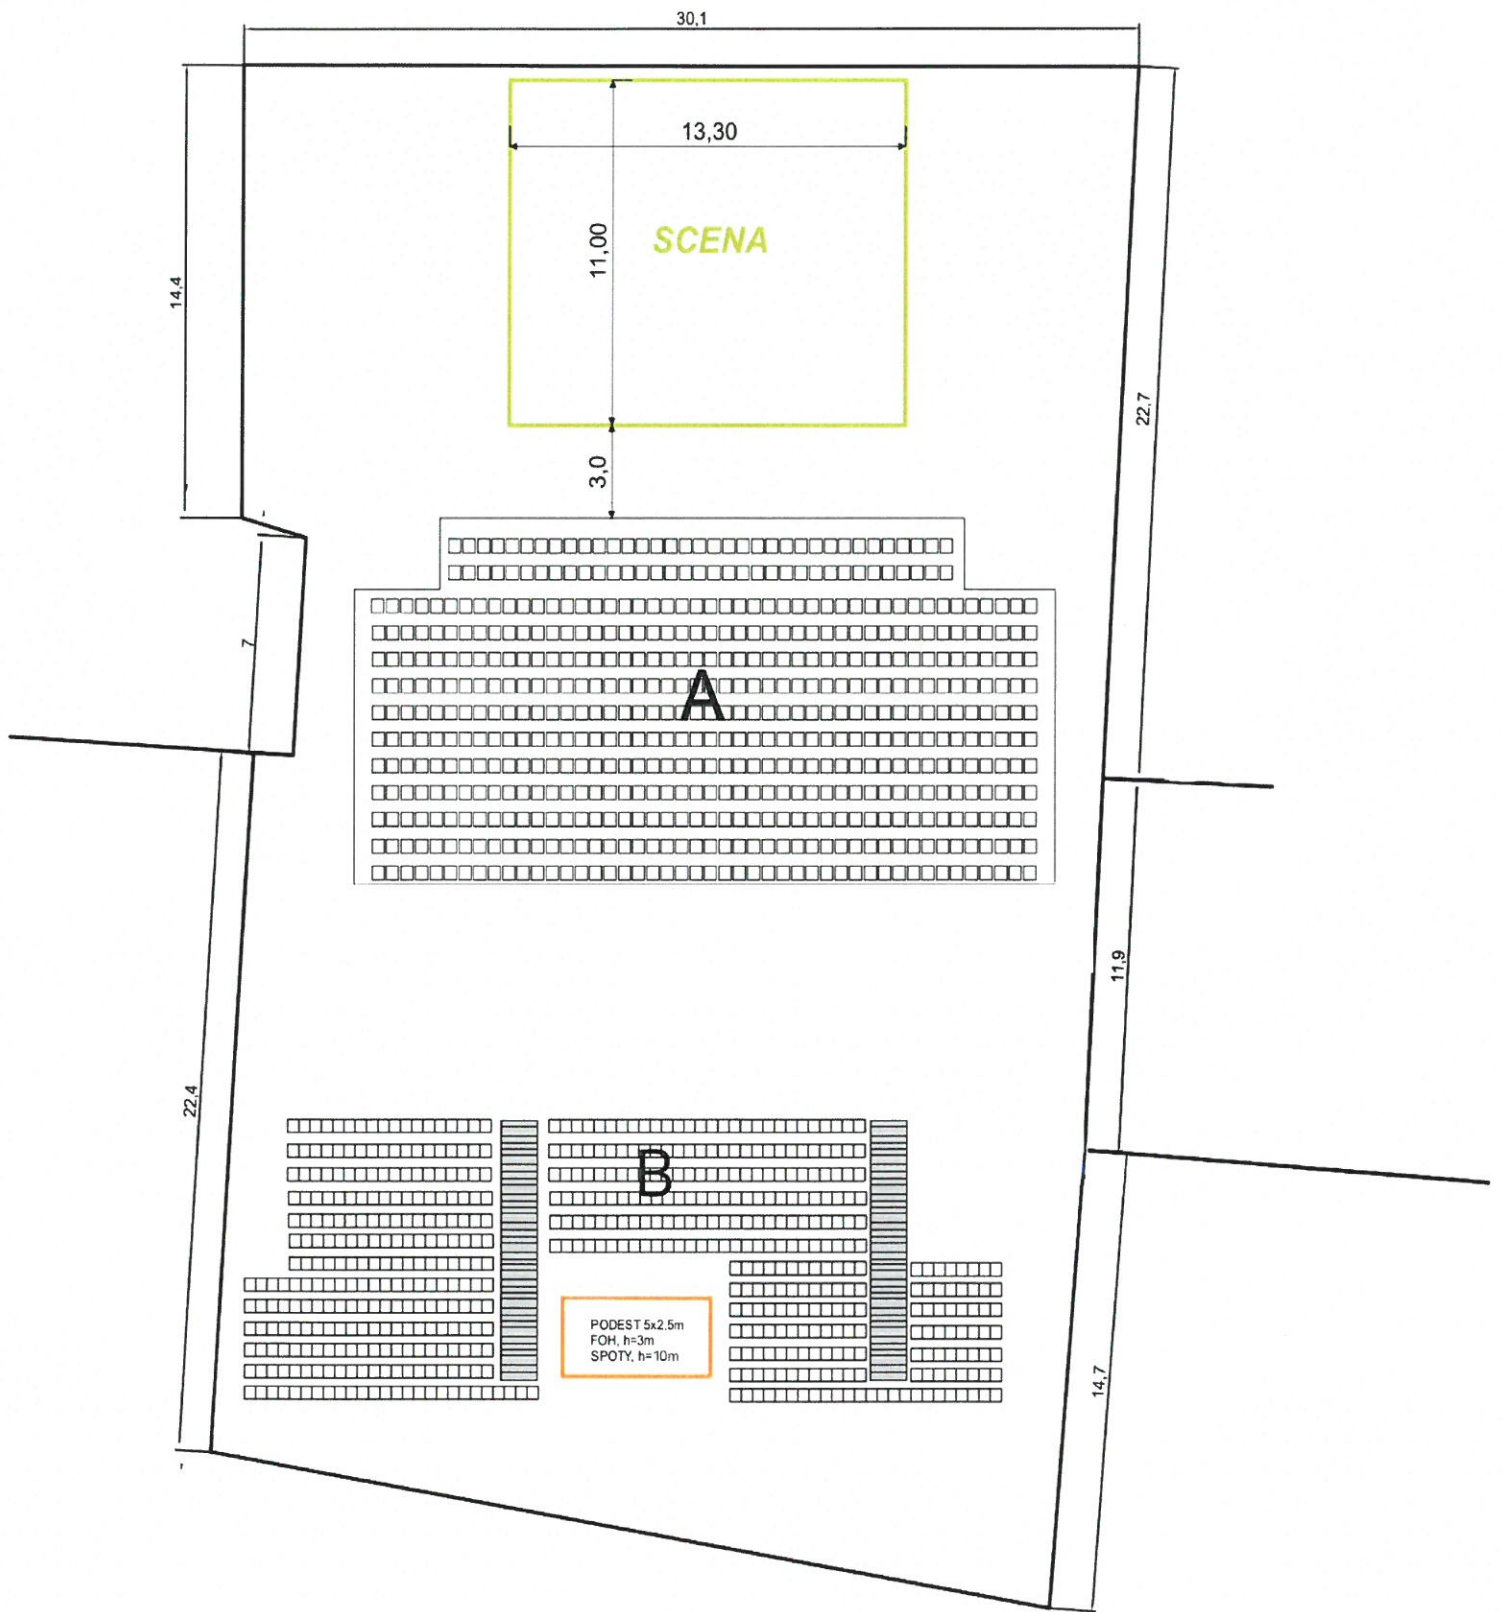 30,1
13,30
SCENA
11,00
14,4
22,7
3,0
7
A
11,9
22,4
B
PODEST 5x2,5m
FOH, h=3m
SPOTY, h=10m
14,7